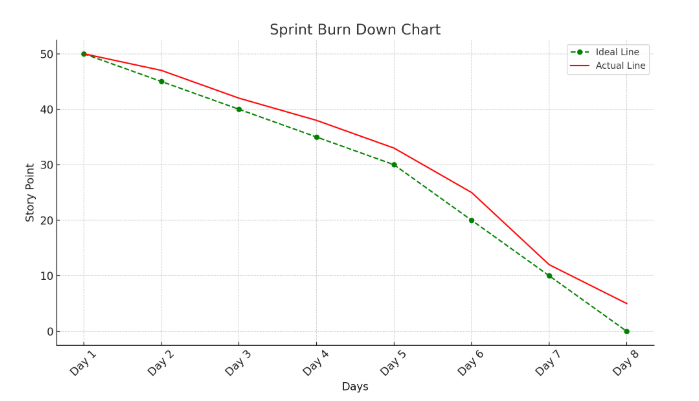 Sprint Burn Down Chart
Ideal Line
Actual Line
Story Point
50
40
30
20
10
0
Day 1
Day 2
Day 3
Day 4
Day 5
Day 6
Day 7
Day 8
Days